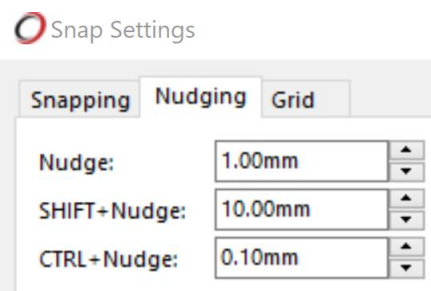 Snap Settings
Snapping Nudging Grid
Nudge: 1.00mm
SHIFT+Nudge: 10.00mm
CTRL+Nudge: 0.10mm